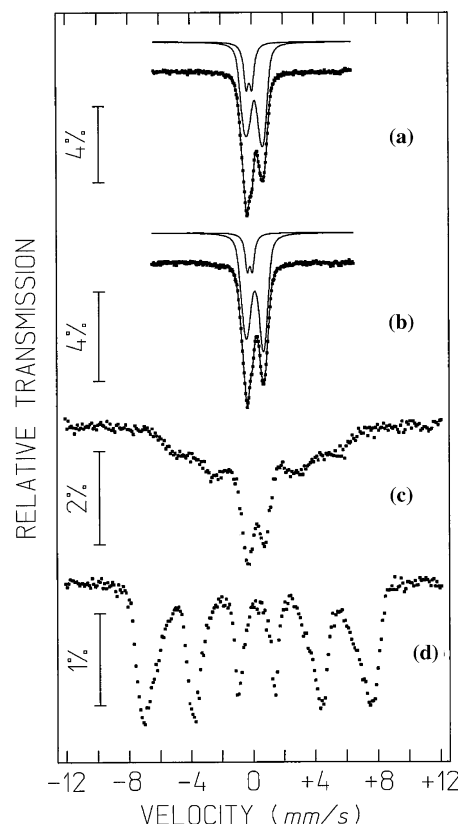 4%
(a)
4%
(b)
2%
(c)
1%
(d)
RELATIVE TRANSMISSION
-12 -8 -4 0 +4 +8 +12
VELOCITY (mm/s)